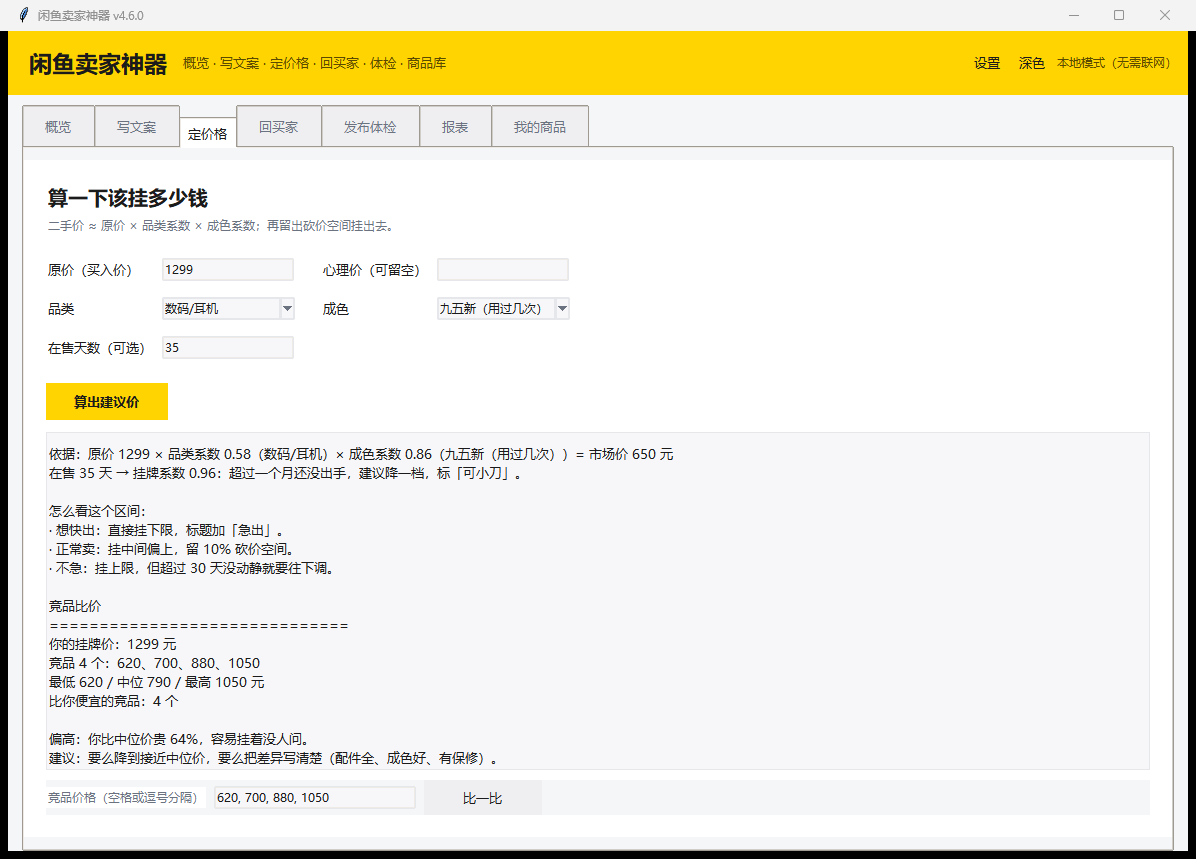 闲鱼卖家神器 v4.6.0
闲鱼卖家神器 概览 · 写文案 · 定价格 · 回买家 · 体检 · 商品库 设置 深色 本地模式（无需联网）
概览 写文案 定价格 回买家 发布体检 报表 我的商品
算一下该挂多少钱
二手价 ≈ 原价 × 品类系数 × 成色系数；再留出砍价空间挂出去。
原价（买入价） 1299 心理价（可留空）
品类 数码/耳机 成色 九五新（用过几次）
在售天数（可选） 35
算出建议价
依据：原价 1299 × 品类系数 0.58（数码/耳机）× 成色系数 0.86（九五新（用过几次））= 市场价 650 元
在售 35 天 → 挂牌系数 0.96：超过一个月还没出手，建议降一档，标「可小刀」。
怎么看这个区间：
· 想快出：直接挂下限，标题加「急出」。
· 正常卖：挂中间偏上，留 10% 砍价空间。
· 不急：挂上限，但超过 30 天没动静就要往下调。
竞品比价
==============================
你的挂牌价：1299 元
竞品 4 个：620、700、880、1050
最低 620 / 中位 790 / 最高 1050 元
比你便宜的竞品：4 个
偏高：你比中位价贵 64%，容易挂着没人问。
建议：要么降到接近中位价，要么把差异写清楚（配件全、成色好、有保修）。
竞品价格（空格或逗号分隔） 620, 700, 880, 1050 比一比